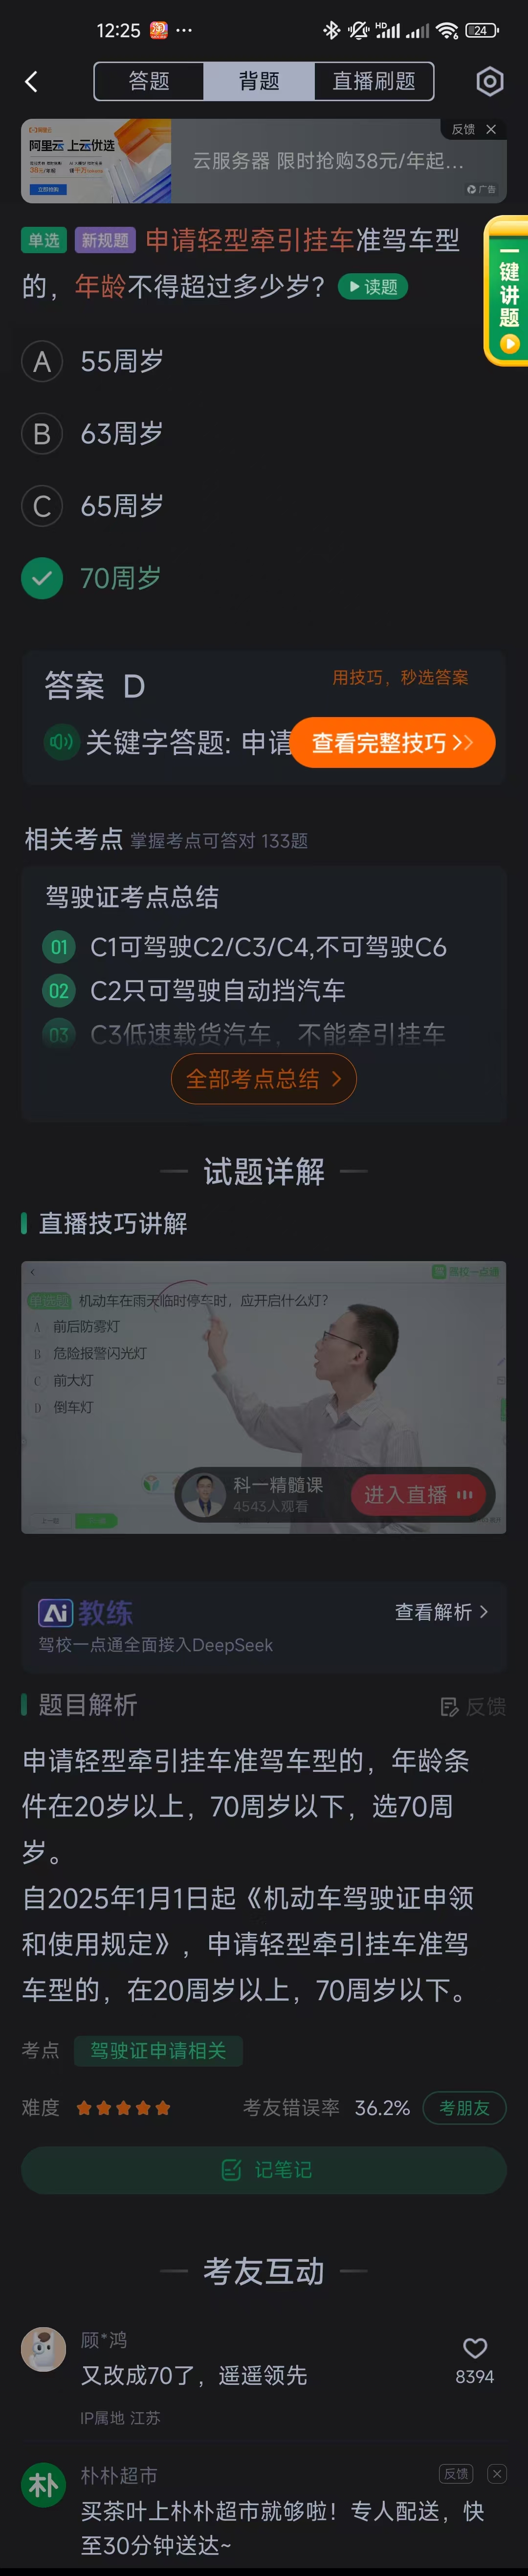 12:25
HD
24
答题
背题
直播刷题
阿里云 上云优选
38元/年起
立即抢购
云服务器 限时抢购38元/年起...
反馈
广告
单选 新规题 申请轻型牵引挂车准驾车型
的，年龄不得超过多少岁？ 读题
一键讲题
A 55周岁
B 63周岁
C 65周岁
70周岁
答案 D
用技巧，秒选答案
关键字答题: 申请
查看完整技巧
相关考点 掌握考点可答对 133题
驾驶证考点总结
01 C1可驾驶C2/C3/C4,不可驾驶C6
02 C2只可驾驶自动挡汽车
03 C3低速载货汽车，不能牵引挂车
全部考点总结
试题详解
直播技巧讲解
驾校一点通
单选题 机动车在雨天临时停车时，应开启什么灯?
A 前后防雾灯
B 危险报警闪光灯
C 前大灯
D 倒车灯
科一精髓课
4543人观看
进入直播
Ai 教练
查看解析
驾校一点通全面接入DeepSeek
题目解析
反馈
申请轻型牵引挂车准驾车型的，年龄条
件在20岁以上，70周岁以下，选70周
岁。
自2025年1月1日起《机动车驾驶证申领
和使用规定》，申请轻型牵引挂车准驾
车型的，在20周岁以上，70周岁以下。
考点 驾驶证申请相关
难度
考友错误率 36.2% 考朋友
记笔记
考友互动
顾*鸿
又改成70了，遥遥领先
8394
IP属地 江苏
朴
朴朴超市
反馈
买茶叶上朴朴超市就够啦！专人配送，快
至30分钟送达~